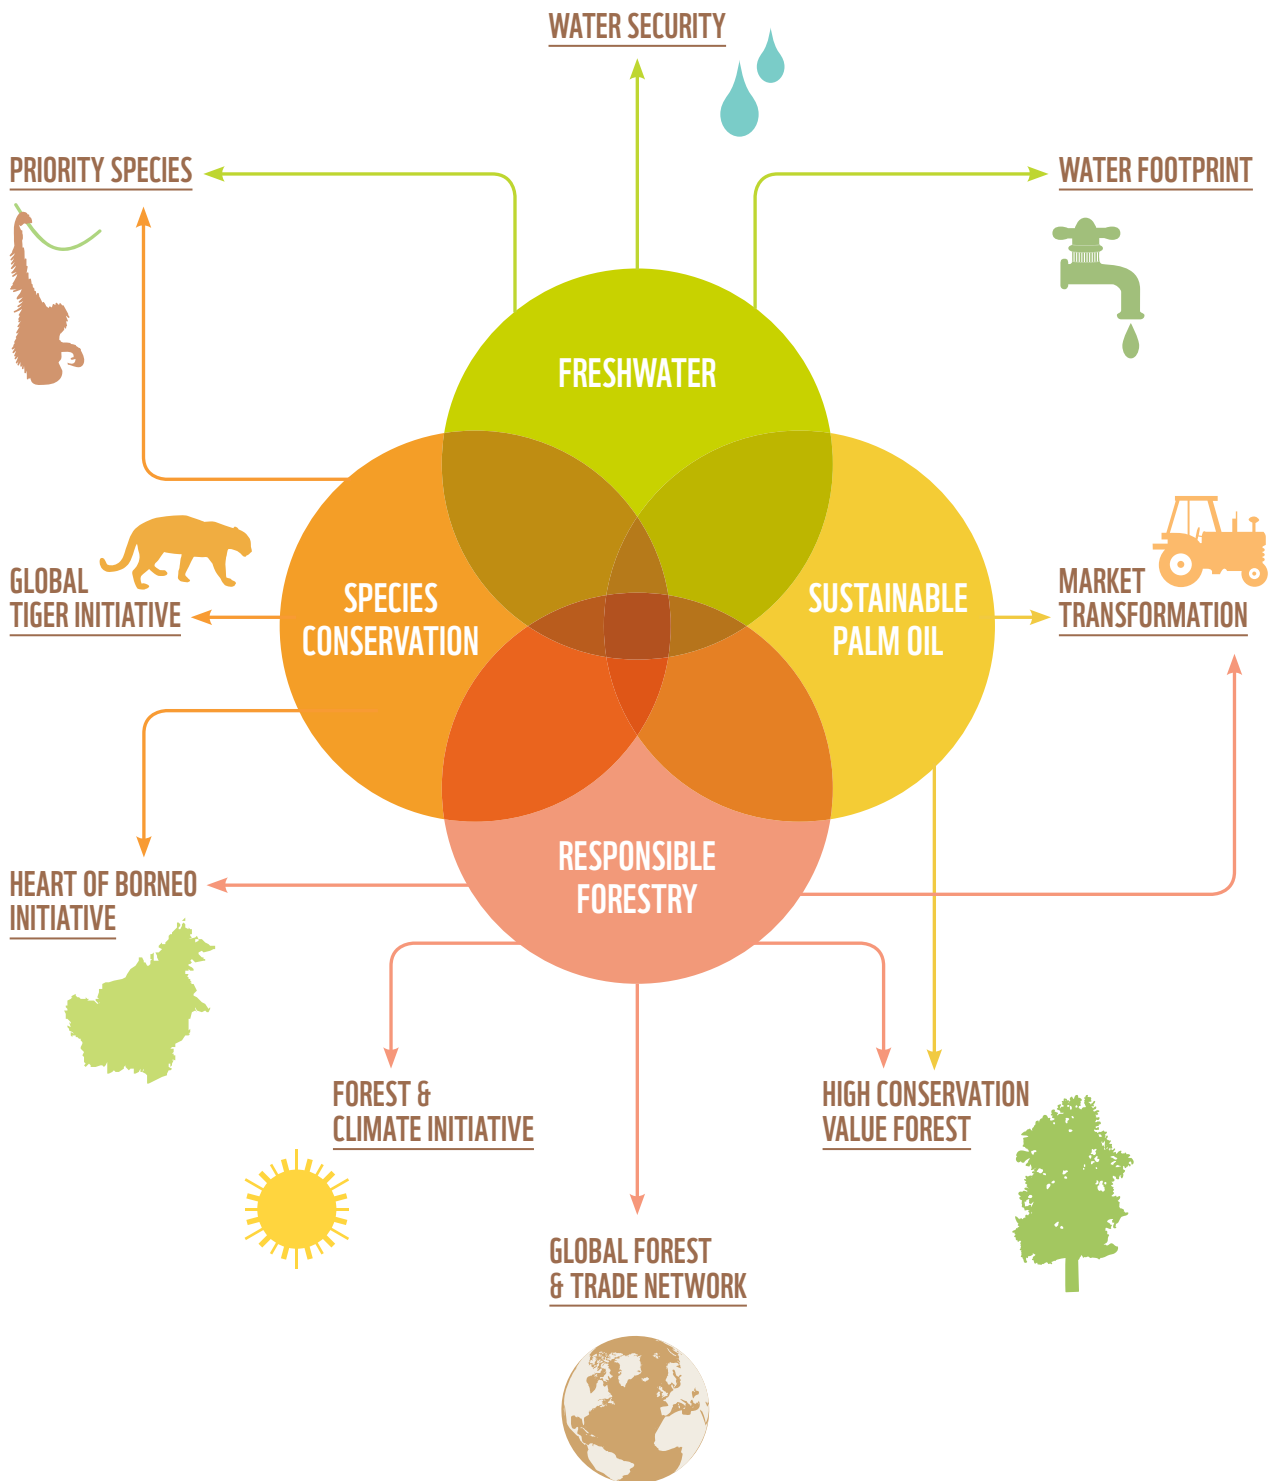 WATER SECURITY
PRIORITY SPECIES
WATER FOOTPRINT
FRESHWATER
GLOBAL
TIGER INITIATIVE
SPECIES
CONSERVATION
SUSTAINABLE
PALM OIL
MARKET
TRANSFORMATION
RESPONSIBLE
FORESTRY
HEART OF BORNEO
INITIATIVE
FOREST &
CLIMATE INITIATIVE
HIGH CONSERVATION
VALUE FOREST
GLOBAL FOREST
& TRADE NETWORK